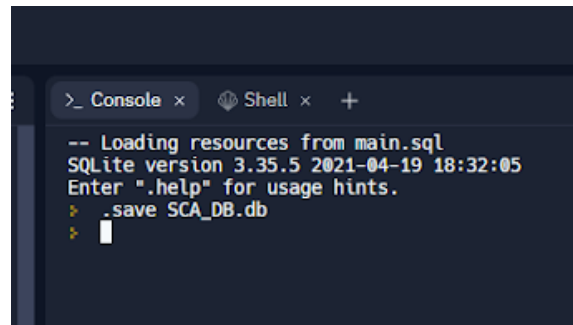 >_ Console × Shell × +
-- Loading resources from main.sql
SQLite version 3.35.5 2021-04-19 18:32:05
Enter ".help" for usage hints.
> .save SCA_DB.db
>